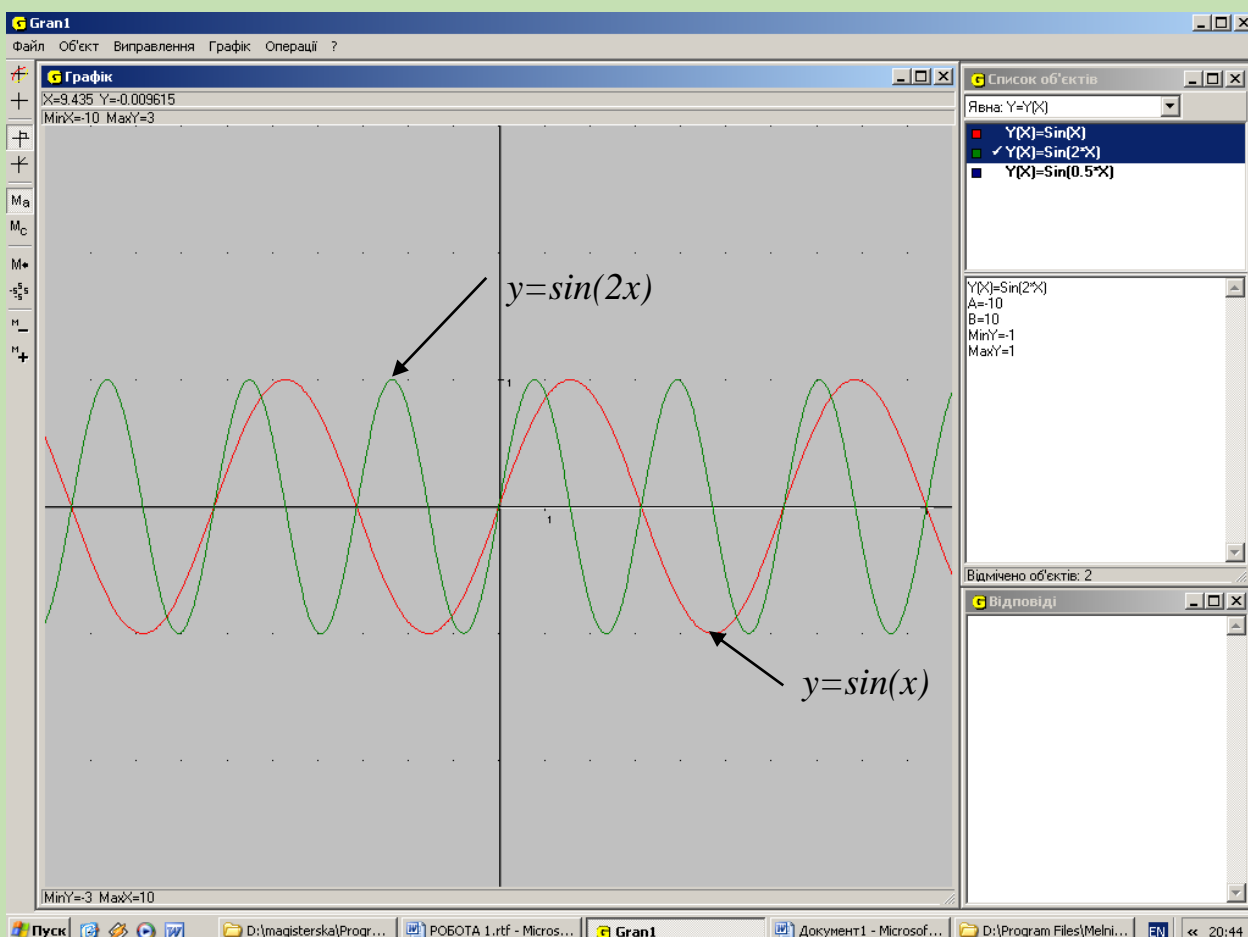 Gran1
Файл Об'єкт Виправлення Графік Операції ?
Графік
X=9.435 Y=-0.009615
MinX=-10 MaxY=3
y=sin(2x)
1
1
y=sin(x)
MinY=-3 MaxX=10
Ma
Mc
M
M
M
Список об'єктів
Явна: Y=Y(X)
Y(X)=Sin(X)
Y(X)=Sin(2*X)
Y(X)=Sin(0.5*X)
Y(X)=Sin(2*X)
A=-10
B=10
MinY=-1
MaxY=1
Відмічено об'єктів: 2
Відповіді
Пуск D:\magisterska\Progr... РОБОТА 1.rtf - Micros... Gran1 Документ1 - Microsof... D:\Program Files\Melni... EN « 20:44